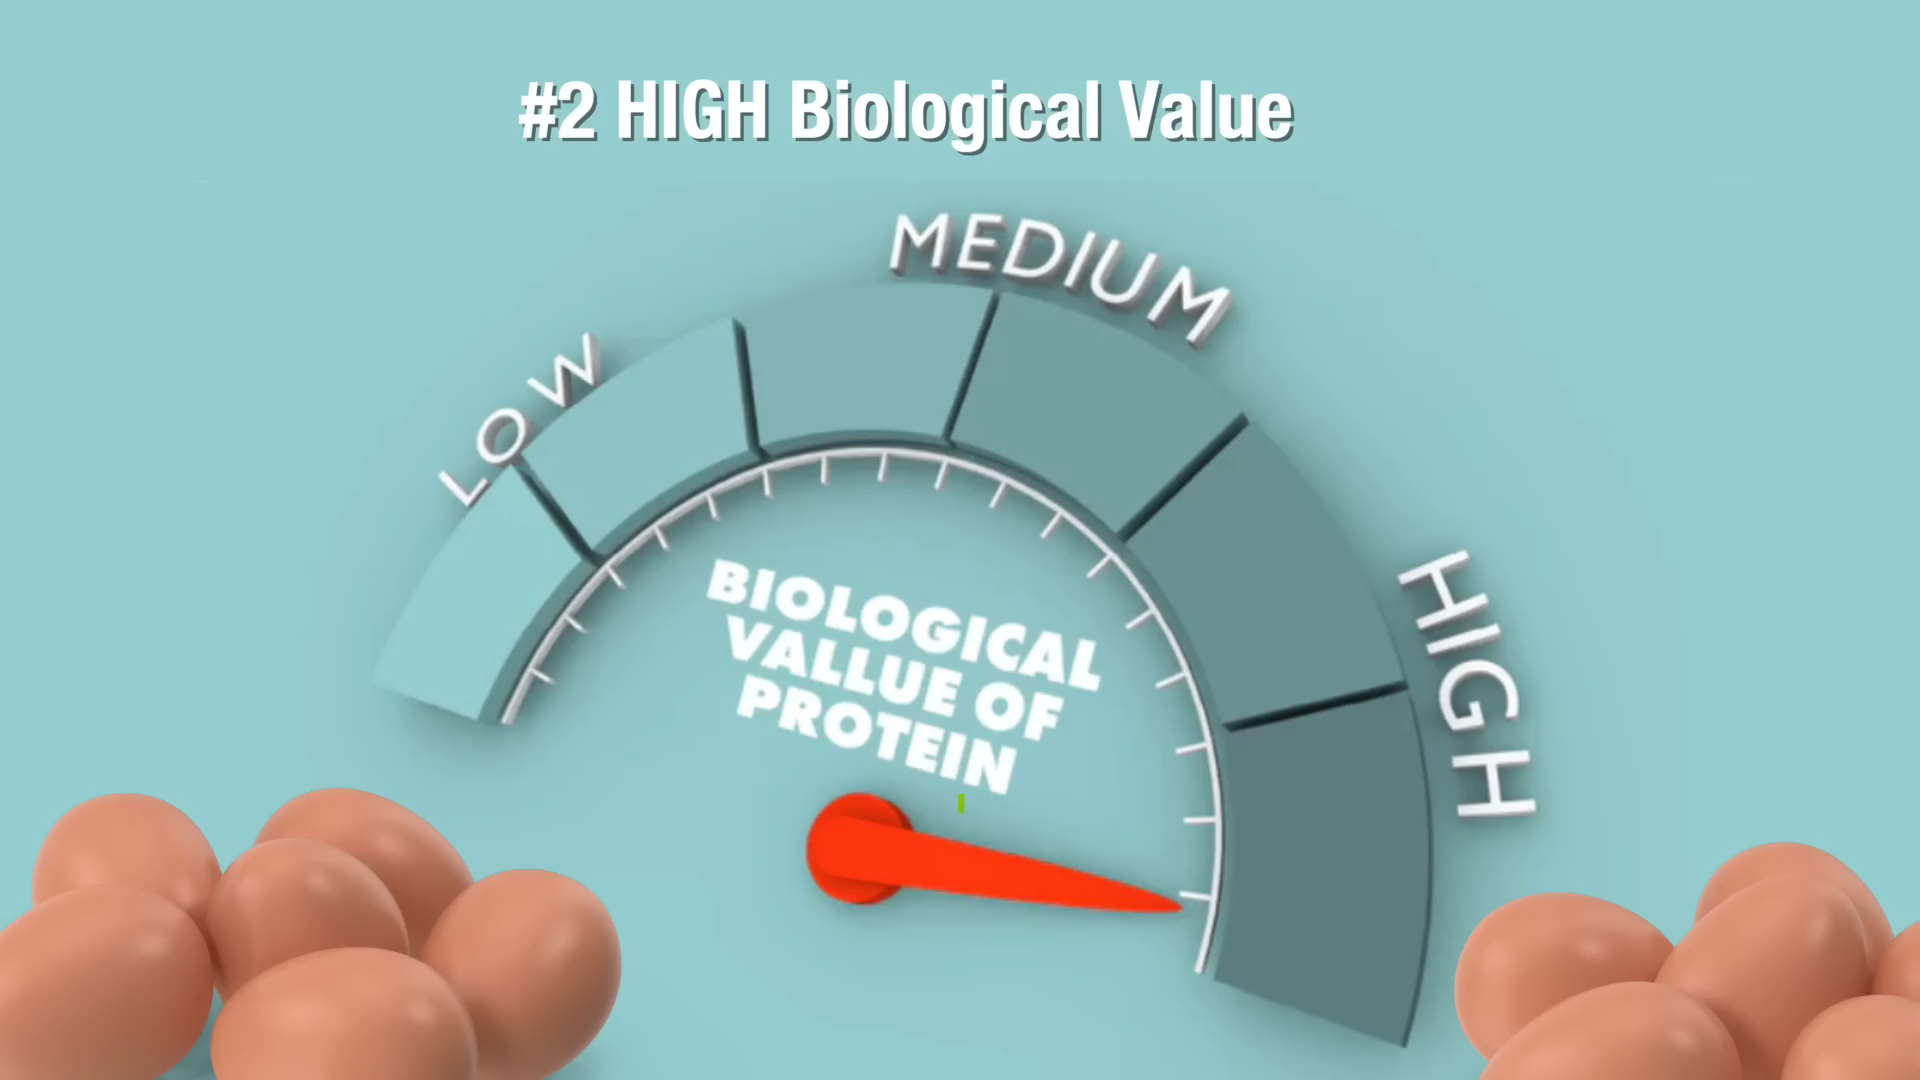 #2 HIGH Biological Value
MEDIUM
LOW
HIGH
BIOLOGICAL
VALLUE OF
PROTEIN